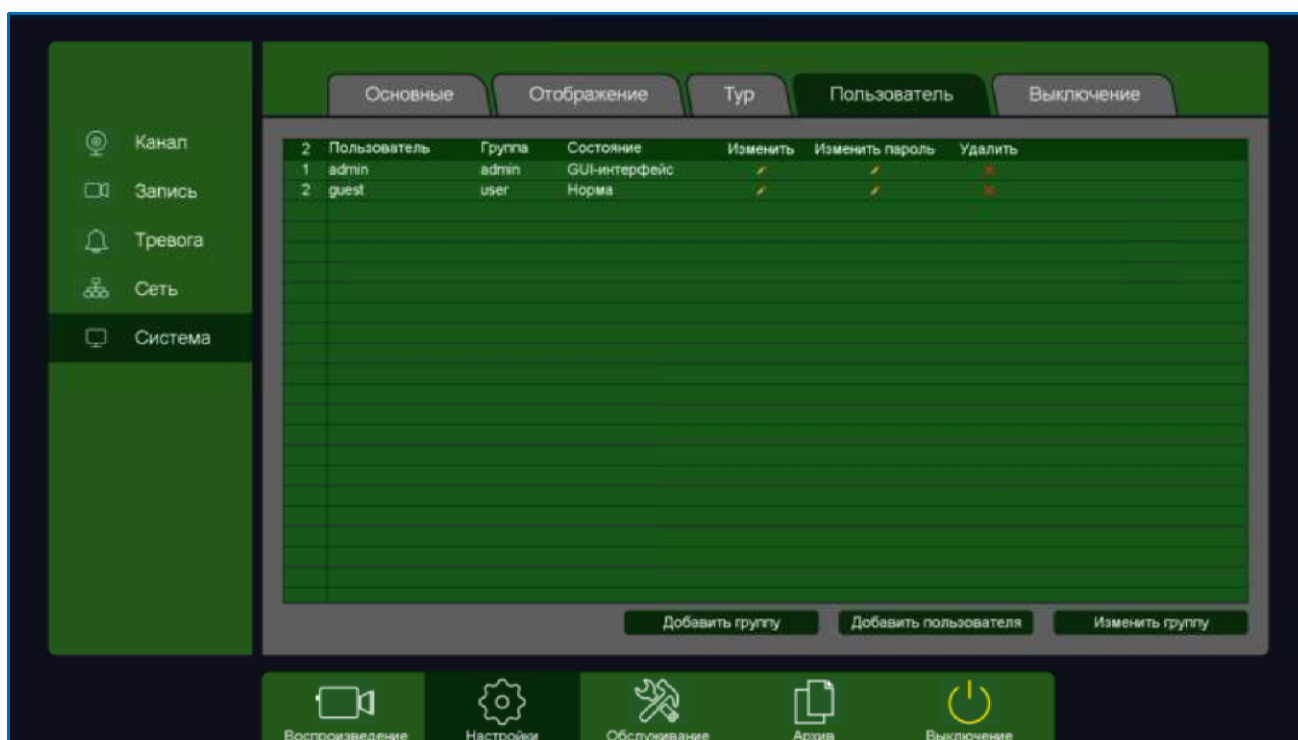 Основные Отображение Тур Пользователь Выключение
Канал
Запись
Тревога
Сеть
Система
2 Пользователь Группа Состояние Изменить Изменить пароль Удалить
1 admin admin GUI-интерфейс
2 guest user Норма
Добавить группу Добавить пользователя Изменить группу
Воспроизведение Настройки Обслуживание Архив Выключение